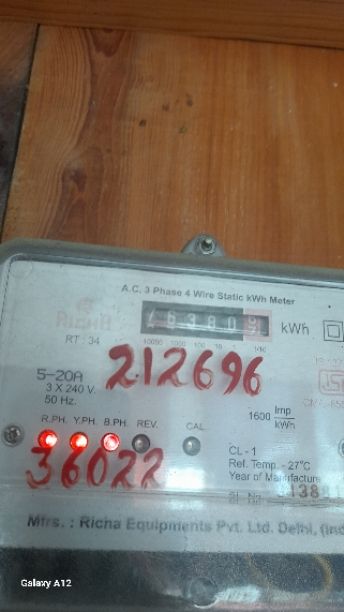 A.C. 3 Phase 4 Wire Static kWh Meter
RICHA
kWh
RT : 34
10000 1000 100 10 1 1/10
212696
5-20A
3 X 240 V.
50 Hz.
1600 Imp/kWh
R.PH. Y.PH. B.PH. REV. CAL
36022
CL - 1
Ref. Temp. - 27°C
Year of Manufacture
Mfrs. : Richa Equipments Pvt. Ltd. Delhi, (Ind
Galaxy A12